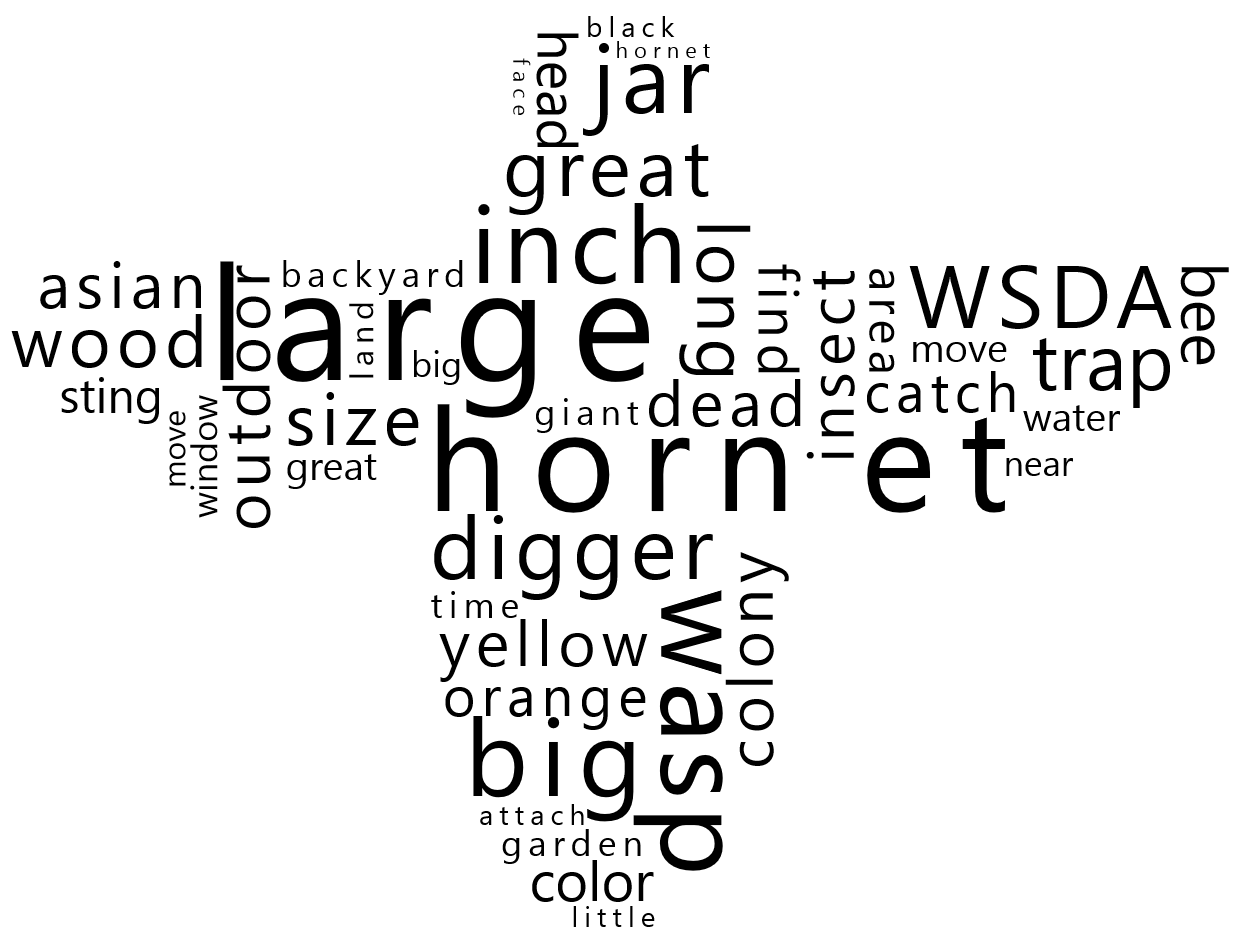 black
hornet
head
face
jar
great
inch
long
asian
backyard
large
outdoor
land
find
insect
area
WSDA
bee
wood
big
move
trap
sting
size
giant
dead
catch
water
move
window
great
hornet
near
digger
time
wasp
colony
yellow
orange
big
attach
garden
color
little